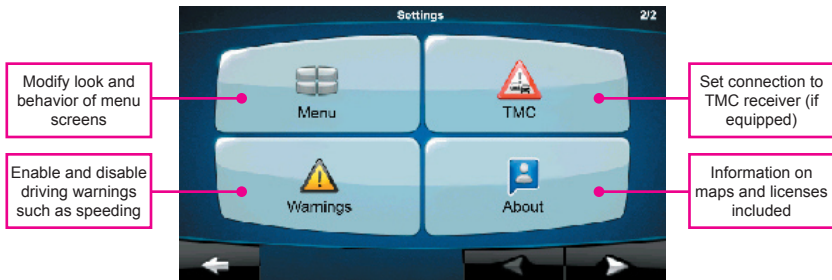 Settings
2/2
Modify look and
behavior of menu
screens
Menu
TMC
Set connection to
TMC receiver (if
equipped)
Enable and disable
driving warnings
such as speeding
Warnings
About
Information on
maps and licenses
included